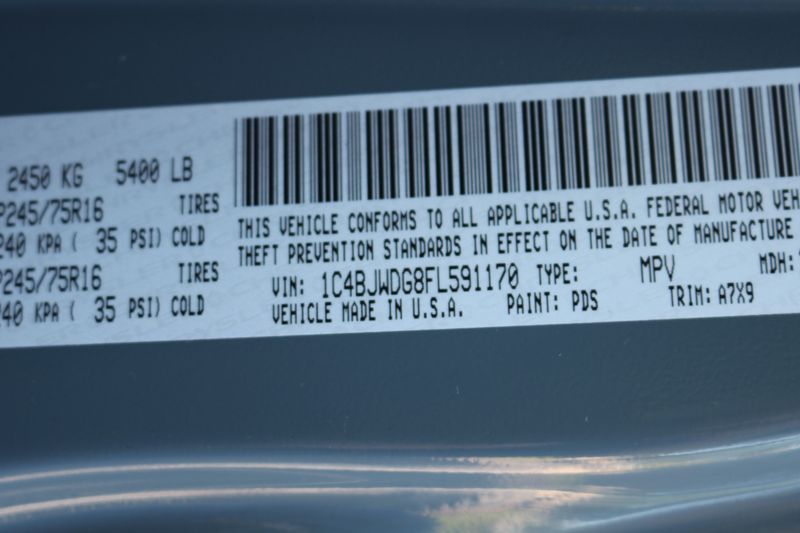 2450 KG 5400 LB
P245/75R16 TIRES
240 KPA ( 35 PSI) COLD
P245/75R16 TIRES
240 KPA ( 35 PSI) COLD
THIS VEHICLE CONFORMS TO ALL APPLICABLE U.S.A. FEDERAL MOTOR VEH
THEFT PREVENTION STANDARDS IN EFFECT ON THE DATE OF MANUFACTURE
VIN: 1C4BJWDG8FL591170 TYPE: MPV MDH:
VEHICLE MADE IN U.S.A. PAINT: PDS TRIM: A7X9